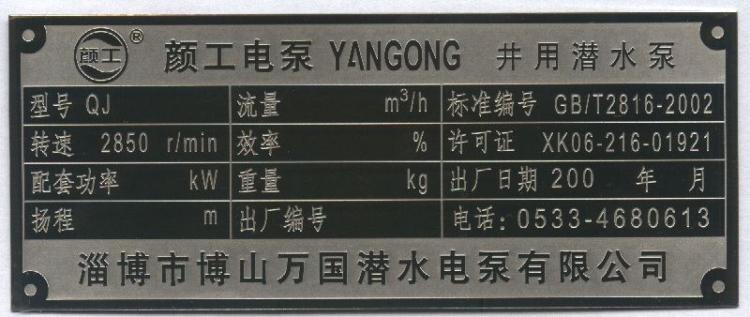 颜工® 颜工电泵 YANGONG 井用潜水泵
型号 QJ 流量 m³/h 标准编号 GB/T2816-2002
转速 2850 r/min 效率 % 许可证 XK06-216-01921
配套功率 kW 重量 kg 出厂日期 200 年 月
扬程 m 出厂编号 电话：0533-4680613
淄博市博山万国潜水电泵有限公司